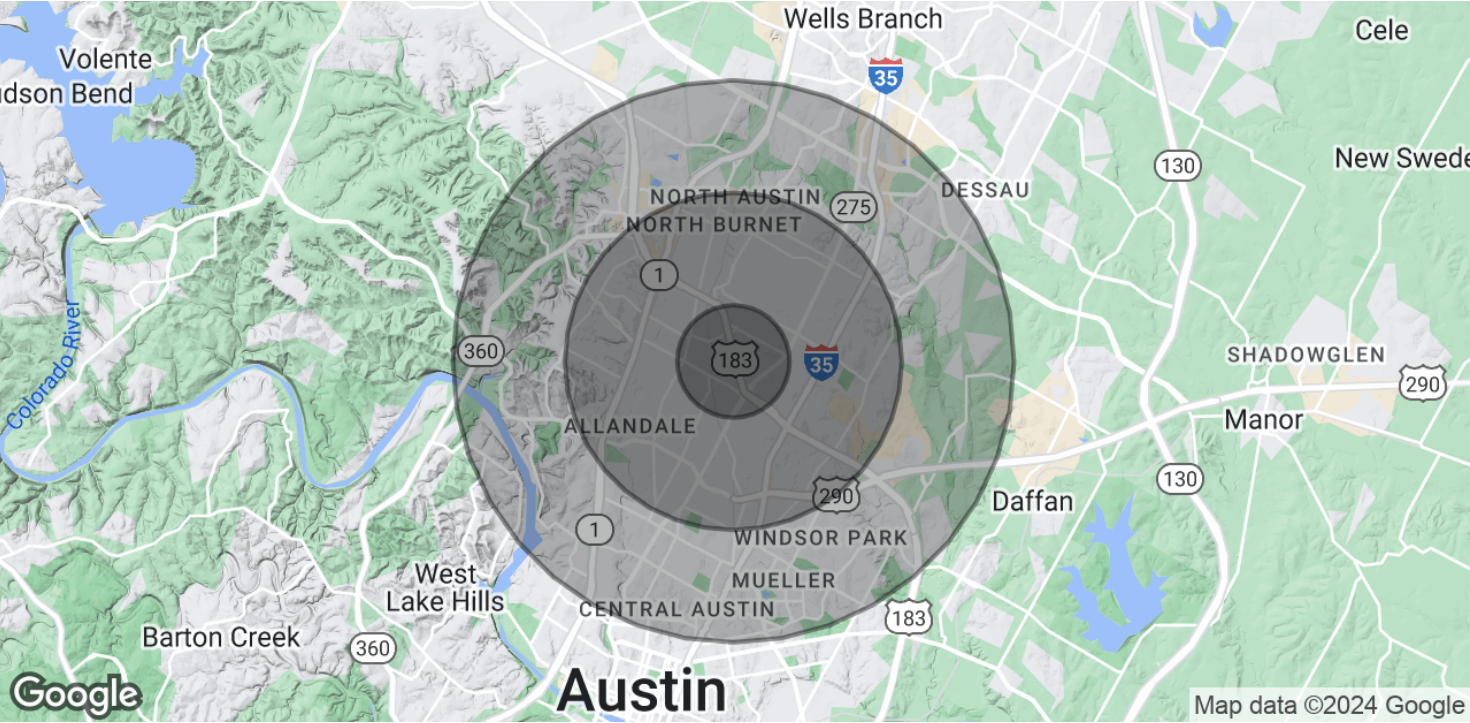 Wells Branch
Cele
Volente
udson Bend
35
130
New Swede
NORTH AUSTIN
DESSAU
275
NORTH BURNET
1
Colorado River
360
183
35
SHADOWGLEN
290
Manor
ALLANDALE
130
290
Daffan
1
WINDSOR PARK
West
Lake Hills
MUELLER
CENTRAL AUSTIN
183
Barton Creek
360
Austin
Google
Map data ©2024 Google